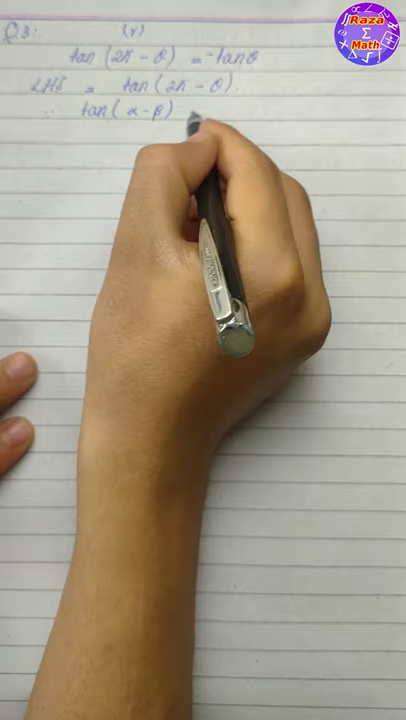 Q3: (v)
tan (2π - θ) = -tanθ
LHS = tan (2π - θ).
∵ tan( α-β)
Raza
Σ
Math